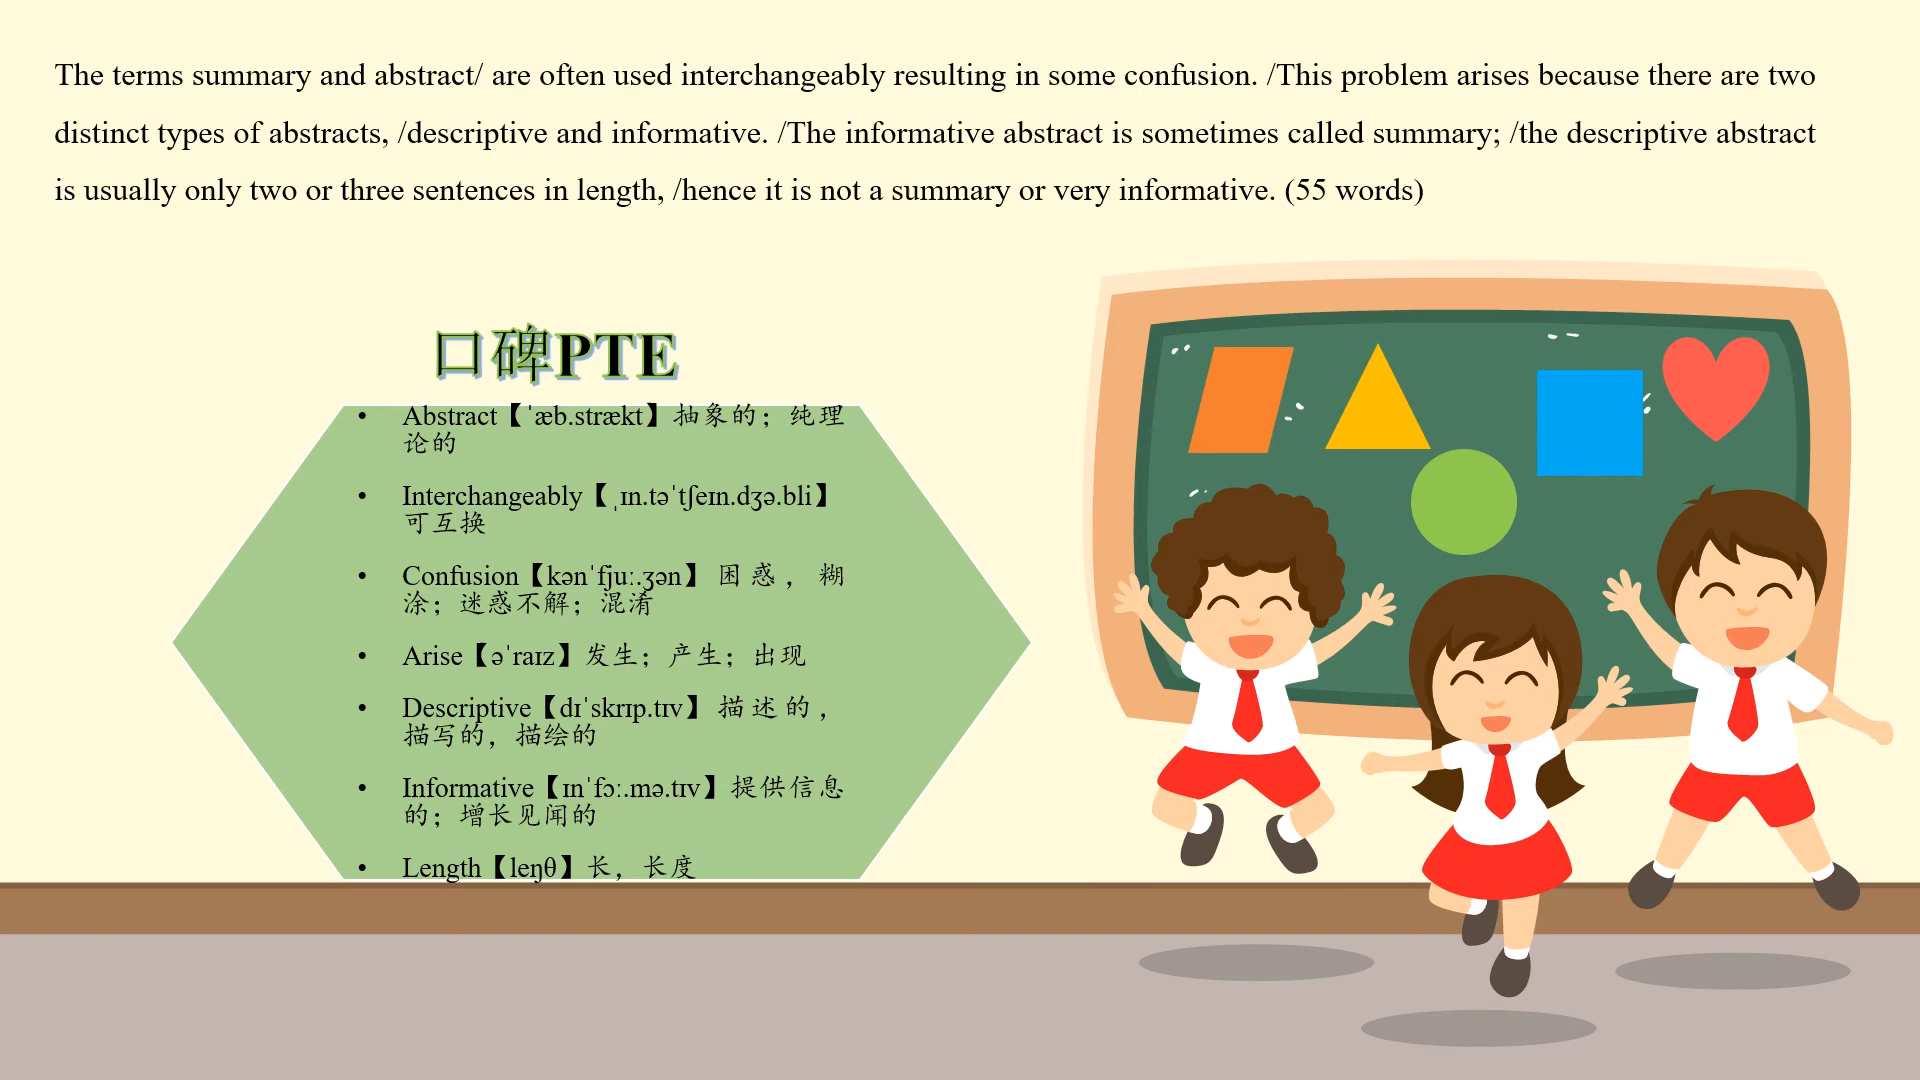 The terms summary and abstract/ are often used interchangeably resulting in some confusion. /This problem arises because there are two
distinct types of abstracts, /descriptive and informative. /The informative abstract is sometimes called summary; /the descriptive abstract
is usually only two or three sentences in length, /hence it is not a summary or very informative. (55 words)
口碑PTE
• Abstract【ˈæb.strækt】抽象的；纯理
论的
• Interchangeably【ˌɪn.təˈtʃeɪn.dʒə.bli】
可互换
• Confusion【kənˈfjuː.ʒən】困惑，糊
涂；迷惑不解；混淆
• Arise【əˈraɪz】发生；产生；出现
• Descriptive【dɪˈskrɪp.tɪv】描述的，
描写的，描绘的
• Informative【ɪnˈfɔː.mə.tɪv】提供信息
的；增长见闻的
• Length【leŋθ】长，长度